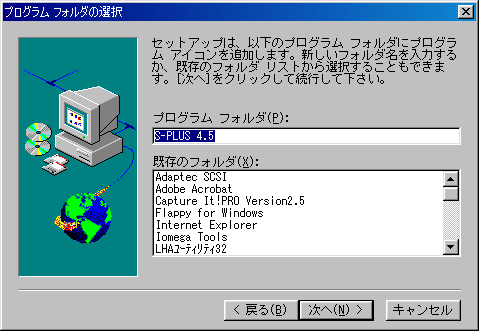 プログラム フォルダの選択
セットアップは、以下のプログラム フォルダにプログラ
ム アイコンを追加します。新しいフォルダ名を入力する
か、既存のフォルダ リストから選択することもできま
す。[次へ]をクリックして続行して下さい。
プログラム フォルダ(P):
S-PLUS 4.5
既存のフォルダ(X):
Adaptec SCSI
Adobe Acrobat
Capture It!PRO Version2.5
Flappy for Windows
Internet Explorer
Iomega Tools
LHAユーティリティ32
< 戻る(B) 次へ(N) > キャンセル